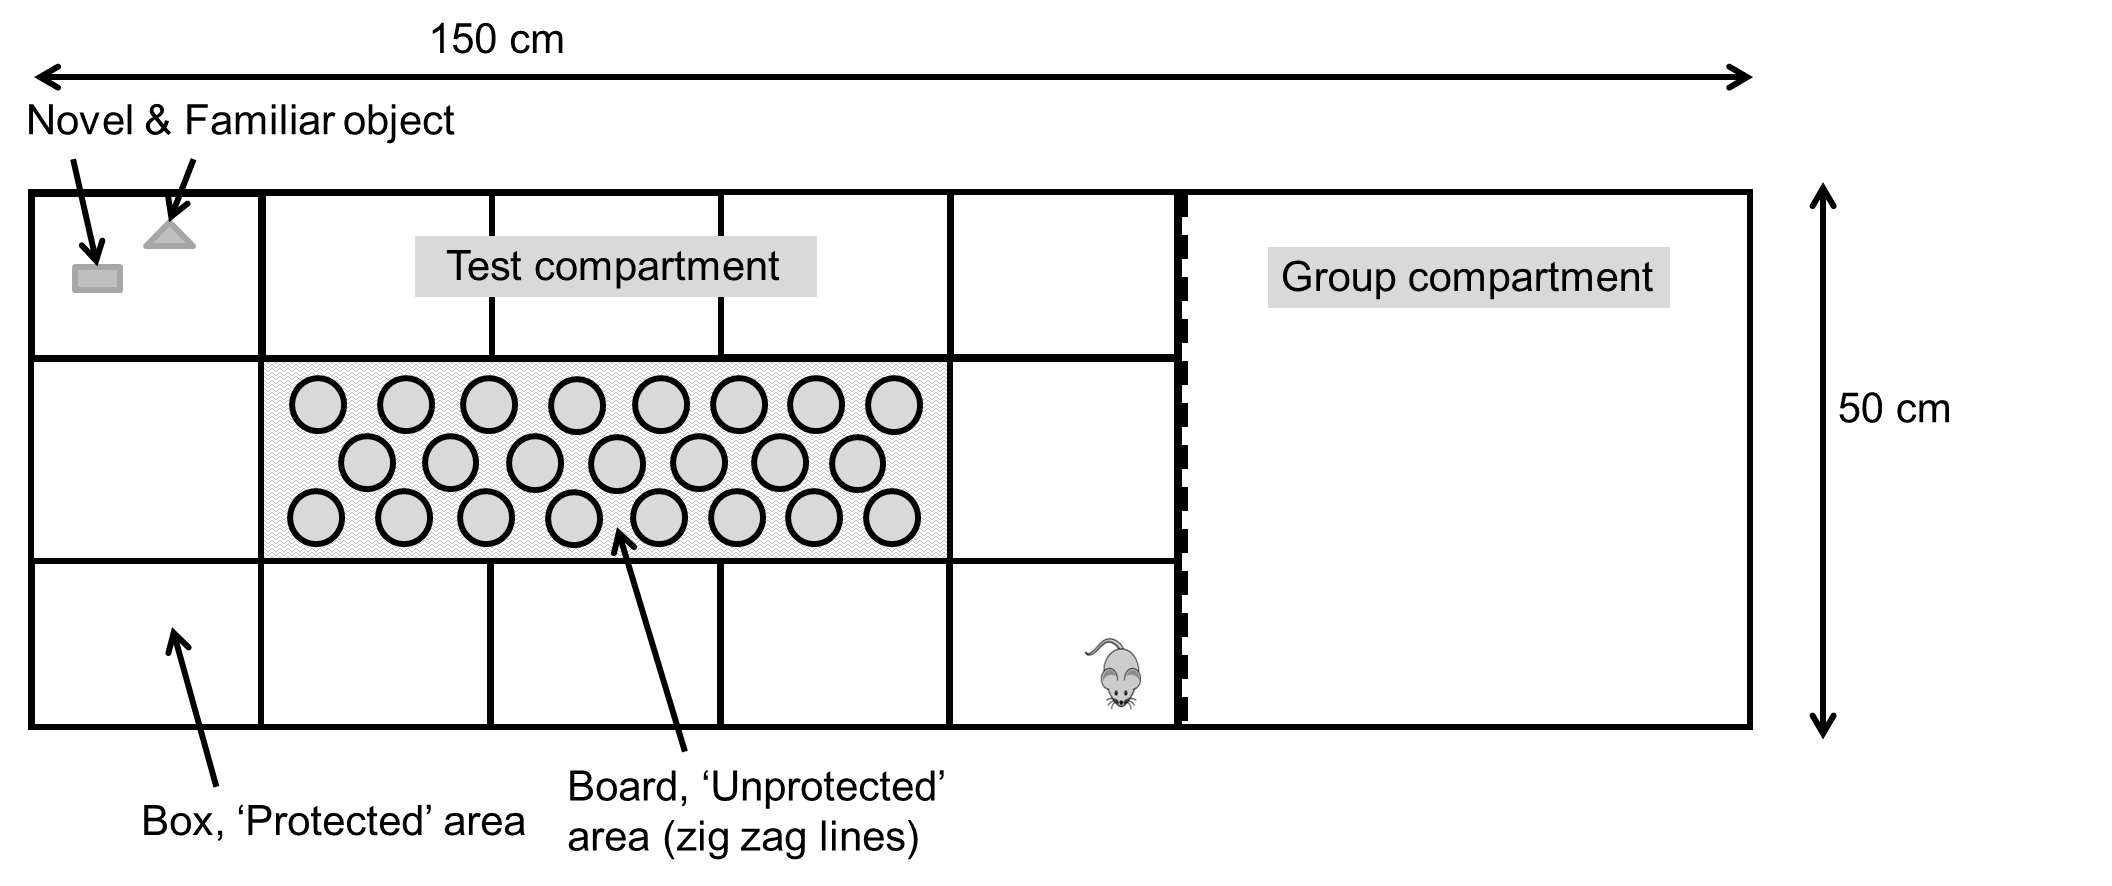 150 cm
Novel & Familiar object
Test compartment
Group compartment
50 cm
Box, ‘Protected’ area
Board, ‘Unprotected’
area (zig zag lines)